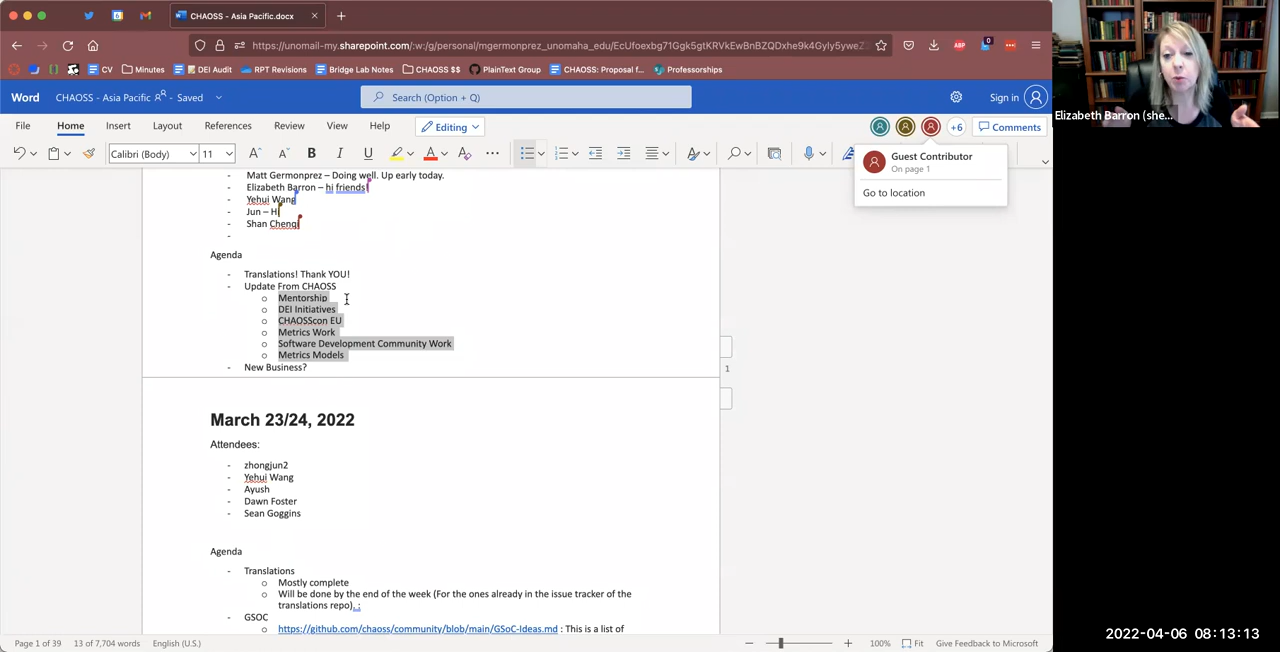 CHAOSS - Asia Pacific.docx
https://unomail-my.sharepoint.com/:w:/g/personal/mgermonprez_unomaha_edu/EcUfoexbg71Ggk5gtKRVkEwBnBZQDxhe9k4Gyly5yweZ
CV Minutes DEI Audit RPT Revisions Bridge Lab Notes CHAOSS $$ PlainText Group CHAOSS: Proposal f... Professorships
Word CHAOSS - Asia Pacific - Saved Search (Option + Q) Sign in
File Home Insert Layout References Review View Help Editing +6 Comments
Calibri (Body) 11
Guest Contributor
On page 1
Go to location
- Matt Germonprez – Doing well. Up early today.
- Elizabeth Barron – hi friends!
- Yehui Wang
- Jun – Hi
- Shan Chenqi
-
Agenda
- Translations! Thank YOU!
- Update From CHAOSS
o Mentorship
o DEI Initiatives
o CHAOSScon EU
o Metrics Work
o Software Development Community Work
o Metrics Models
- New Business?
1
March 23/24, 2022
Attendees:
- zhongjun2
- Yehui Wang
- Ayush
- Dawn Foster
- Sean Goggins
Agenda
- Translations
o Mostly complete
o Will be done by the end of the week (For the ones already in the issue tracker of the
translations repo). :
- GSOC
o https://github.com/chaoss/community/blob/main/GSoC-Ideas.md : This is a list of
Page 1 of 39 13 of 7,704 words English (U.S.) 100% Fit Give Feedback to Microsoft
Elizabeth Barron (she...
2022-04-06 08:13:13